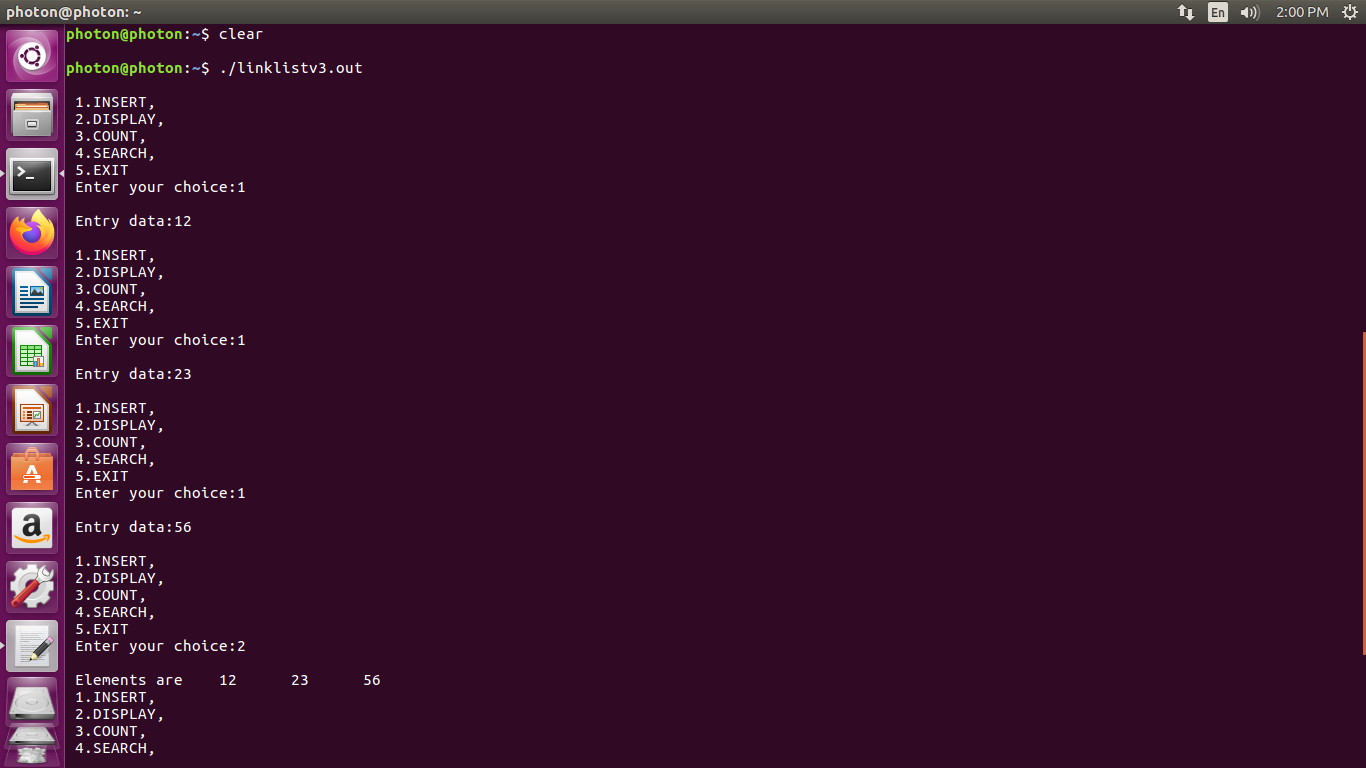 photon@photon: ~
En
2:00 PM
photon@photon:~$ clear
photon@photon:~$ ./linklistv3.out
1.INSERT,
2.DISPLAY,
3.COUNT,
4.SEARCH,
5.EXIT
Enter your choice:1
Entry data:12
1.INSERT,
2.DISPLAY,
3.COUNT,
4.SEARCH,
5.EXIT
Enter your choice:1
Entry data:23
1.INSERT,
2.DISPLAY,
3.COUNT,
4.SEARCH,
5.EXIT
Enter your choice:1
Entry data:56
1.INSERT,
2.DISPLAY,
3.COUNT,
4.SEARCH,
5.EXIT
Enter your choice:2
Elements are    12      23      56
1.INSERT,
2.DISPLAY,
3.COUNT,
4.SEARCH,